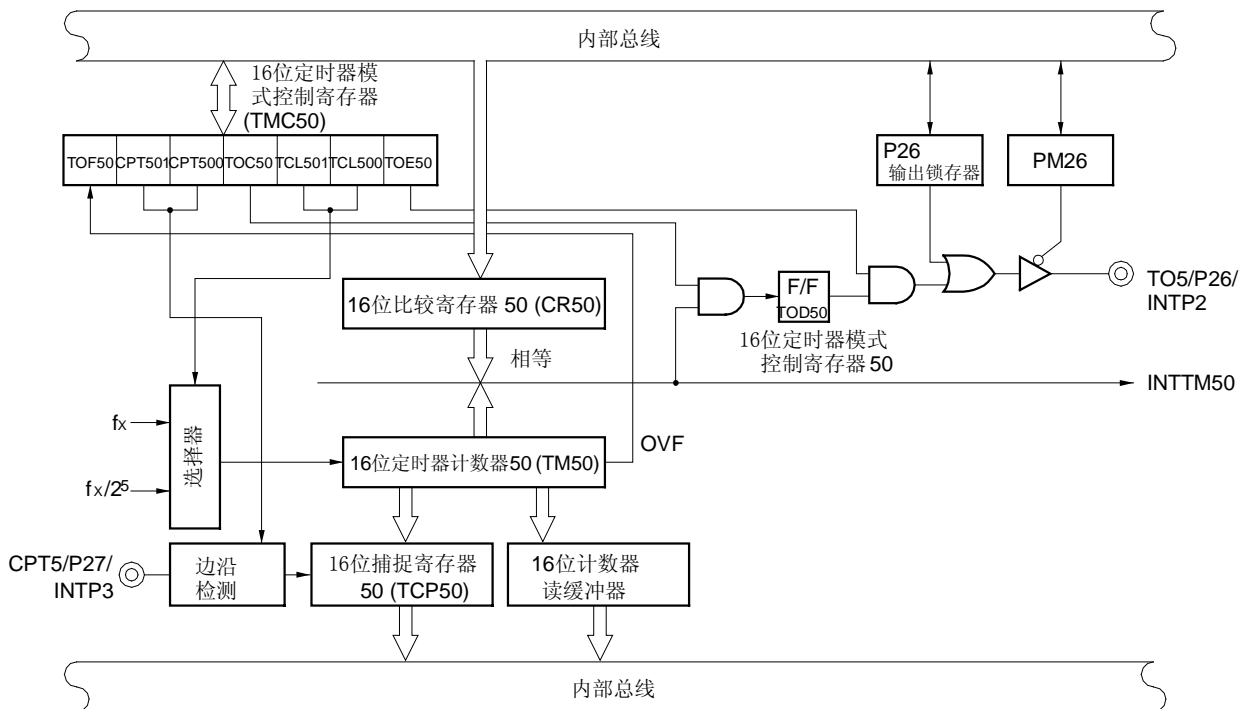 内部总线
16位定时器模
式控制寄存器
(TMC50)
TOF50 CPT501 CPT500 TOC50 TCL501 TCL500 TOE50
P26
输出锁存器
PM26
16位比较寄存器 50 (CR50)
F/F
TOD50
TO5/P26/
INTP2
16位定时器模式
控制寄存器 50
相等
INTTM50
fx
fx/2⁵
选择器
16位定时器计数器50 (TM50)
OVF
CPT5/P27/
INTP3
边沿
检测
16位捕捉寄存器
50 (TCP50)
16位计数器
读缓冲器
内部总线